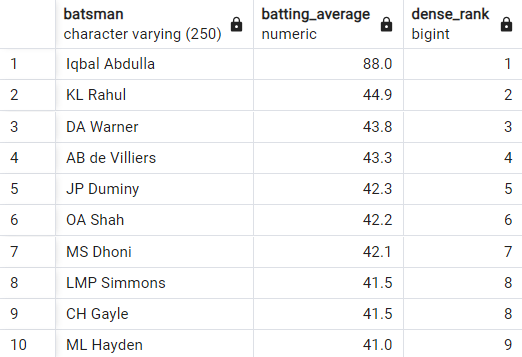 batsman batting_average dense_rank
character varying (250) numeric bigint
1 Iqbal Abdulla 88.0 1
2 KL Rahul 44.9 2
3 DA Warner 43.8 3
4 AB de Villiers 43.3 4
5 JP Duminy 42.3 5
6 OA Shah 42.2 6
7 MS Dhoni 42.1 7
8 LMP Simmons 41.5 8
9 CH Gayle 41.5 8
10 ML Hayden 41.0 9